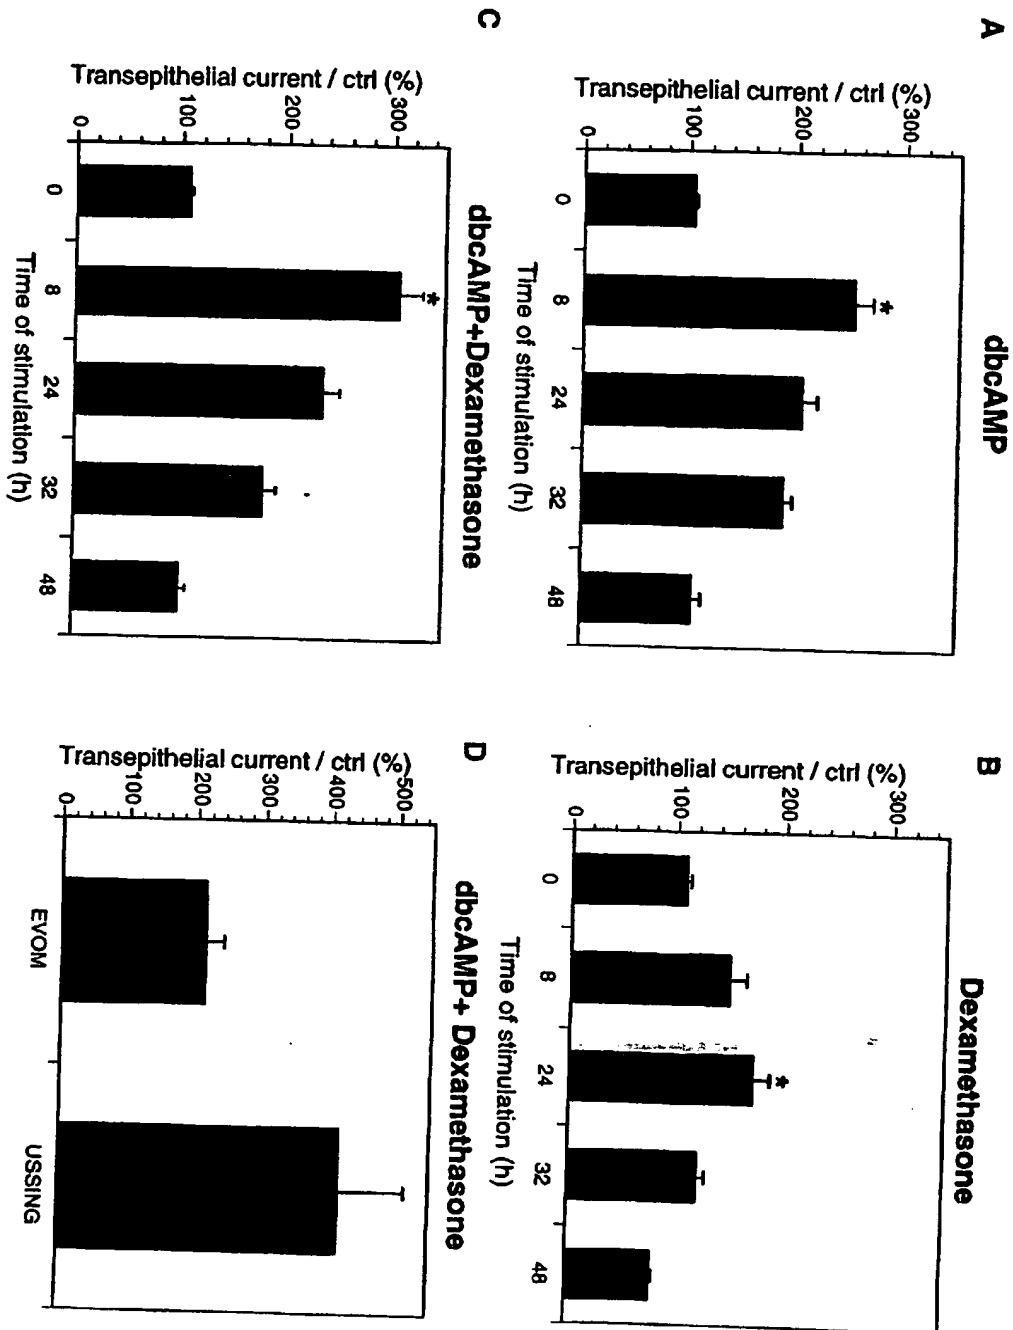 A
dbcAMP
Transepithelial current / ctrl (%)
300
200
100
0
*
0 8 24 32 48
Time of stimulation (h)
B
Dexamethasone
Transepithelial current / ctrl (%)
300
200
100
0
*
0 8 24 32 48
Time of stimulation (h)
C
dbcAMP+Dexamethasone
Transepithelial current / ctrl (%)
300
200
100
0
*
0 8 24 32 48
Time of stimulation (h)
D
dbcAMP+ Dexamethasone
Transepithelial current / ctrl (%)
500
400
300
200
100
0
EVOM USSING